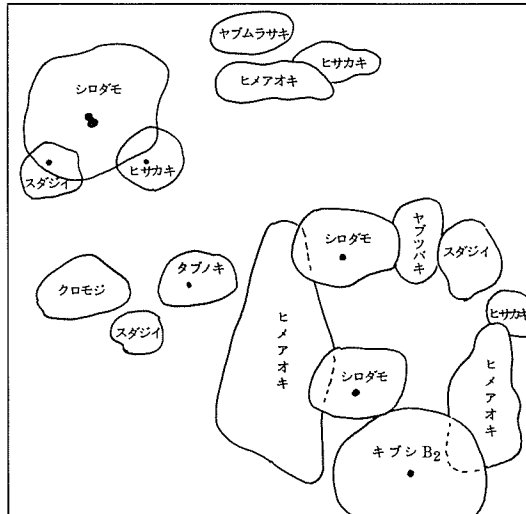 ヤブムラサキ
ヒサカキ
ヒメアオキ
シロダモ
スダジイ
ヒサカキ
シロダモ
ヤブツバキ
スダジイ
クロモジ
タブノキ
スダジイ
ヒサカキ
ヒメアオキ
シロダモ
ヒメアオキ
キブシ B₂